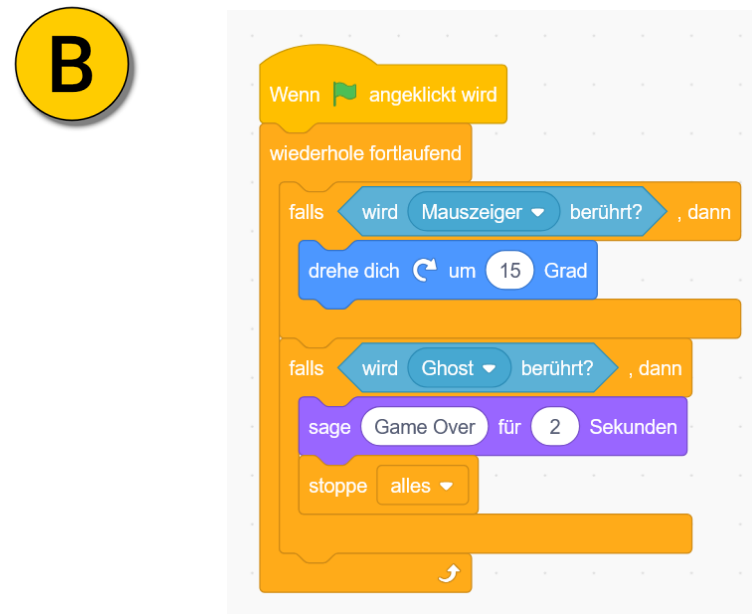 B
Wenn angeklickt wird
wiederhole fortlaufend
falls wird Mauszeiger berührt? , dann
drehe dich um 15 Grad
falls wird Ghost berührt? , dann
sage Game Over für 2 Sekunden
stoppe alles